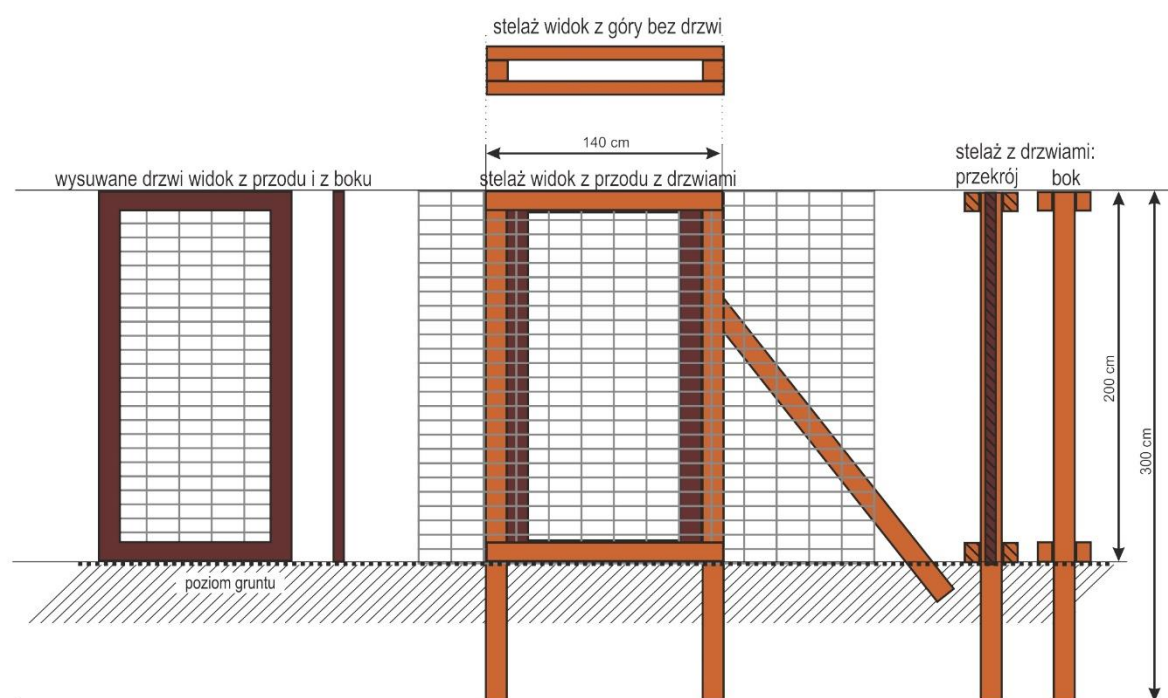 stelaż widok z góry bez drzwi
140 cm
wysuwane drzwi widok z przodu i z boku
stelaż widok z przodu z drzwiami
stelaż z drzwiami:
przekrój
bok
200 cm
300 cm
poziom gruntu